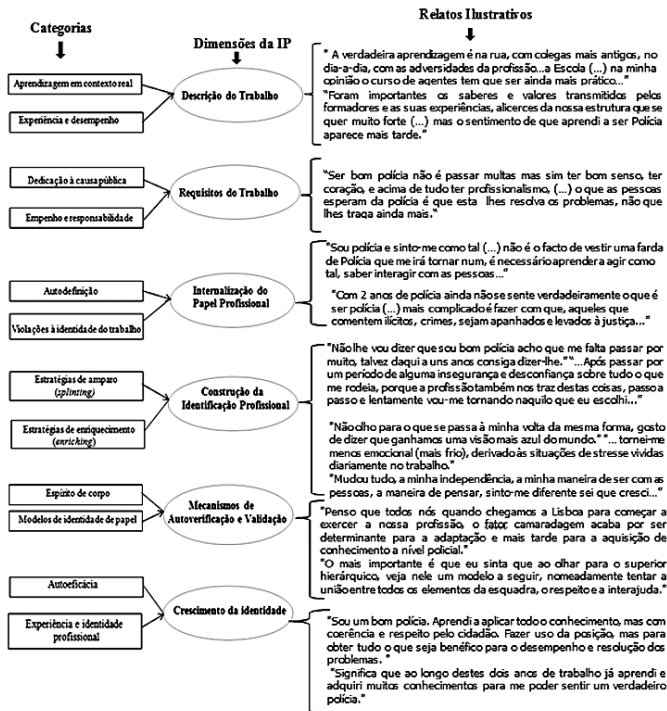 Categorias
Dimensões da IP
Relatos Ilustrativos
Aprendizagem em contexto real
Experiência e desempenho
Descrição do Trabalho
" A verdadeira aprendizagem é na rua, com colegas mais antigos, no
dia-a-dia, com as adversidades da profissão...a Escola (...) na minha
opinião o curso de agentes tem que ser ainda mais prático..."
"Foram importantes os saberes e valores transmitidos pelos
formadores e as suas experiências, alicerces da nossa estrutura que se
quer muito forte (...) mas o sentimento de que aprendi a ser Polícia
aparece mais tarde."
Dedicação à causa pública
Empenho e responsabilidade
Requisitos do Trabalho
"Ser bom polícia não é passar multas mas sim ter bom senso, ter
coração, e acima de tudo ter profissionalismo, (...) o que as pessoas
esperam da polícia é que esta lhes resolva os problemas, não que
lhes traga ainda mais."
Autodefinição
Violações à identidade do trabalho
Internalização do
Papel Profissional
"Sou polícia e sinto-me como tal (...) não é o facto de vestir uma farda
de Polícia que me irá tornar num, é necessário aprender a agir como
tal, saber interagir com as pessoas..."
"Com 2 anos de polícia ainda não se sente verdadeiramente o que é
ser polícia (...) mais complicado é fazer com que, aqueles que
comentem ilícitos, crimes, sejam apanhados e levados à justiça..."
Estratégias de amparo
(splinting)
Estratégias de enriquecimento
(enriching)
Construção da
Identificação Profissional
"Não lhe vou dizer que sou bom polícia acho que me falta passar por
muito, talvez daqui a uns anos consiga dizer-lhe." "...Após passar por
um período de alguma insegurança e desconfiança sobre tudo o que
me rodeia, porque a profissão também nos traz destas coisas, passo a
passo e lentamente vou-me tornando naquilo que eu escolhi..."
"Não olho para o que se passa à minha volta da mesma forma, gosto
de dizer que ganhamos uma visão mais azul do mundo." "... tornei-me
menos emocional (mais frio), derivado às situações de stresse vividas
diariamente no trabalho."
"Mudou tudo, a minha independência, a minha maneira de ser com as
pessoas, a maneira de pensar, sinto-me diferente sei que cresci..."
Espírito de corpo
Modelos de identidade de papel
Mecanismos de
Autoverificação e Validação
"Penso que todos nós quando chegamos a Lisboa para começar a
exercer a nossa profissão, o fator camaradagem acaba por ser
determinante para a adaptação e mais tarde para a aquisição de
conhecimento a nível policial."
"O mais importante é que eu sinta que ao olhar para o superior
hierárquico, veja nele um modelo a seguir, nomeadamente tentar a
união entre todos os elementos da esquadra, o respeito e a interajuda."
Autoeficácia
Experiência e identidade
profissional
Crescimento da identidade
"Sou um bom polícia. Aprendi a aplicar todo o conhecimento, mas com
coerência e respeito pelo cidadão. Fazer uso da posição, mas para
obter tudo o que seja benéfico para o desempenho e resolução dos
problemas. "
"Significa que ao longo destes dois anos de trabalho já aprendi e
adquiri muitos conhecimentos para me poder sentir um verdadeiro
polícia."